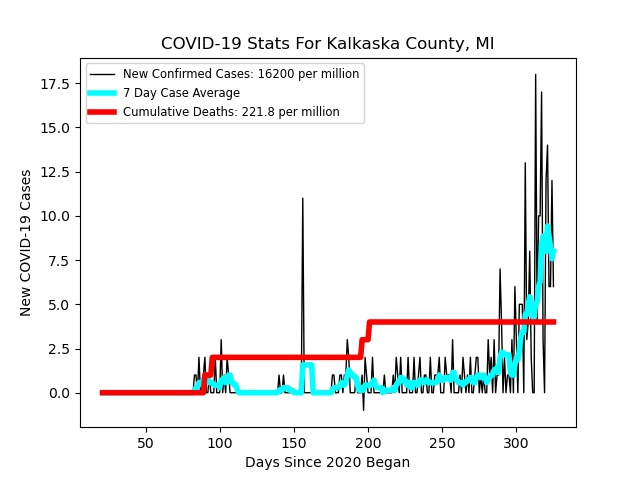 COVID-19 Stats For Kalkaska County, MI
New Confirmed Cases: 16200 per million
7 Day Case Average
Cumulative Deaths: 221.8 per million
New COVID-19 Cases
17.5
15.0
12.5
10.0
7.5
5.0
2.5
0.0
50 100 150 200 250 300
Days Since 2020 Began